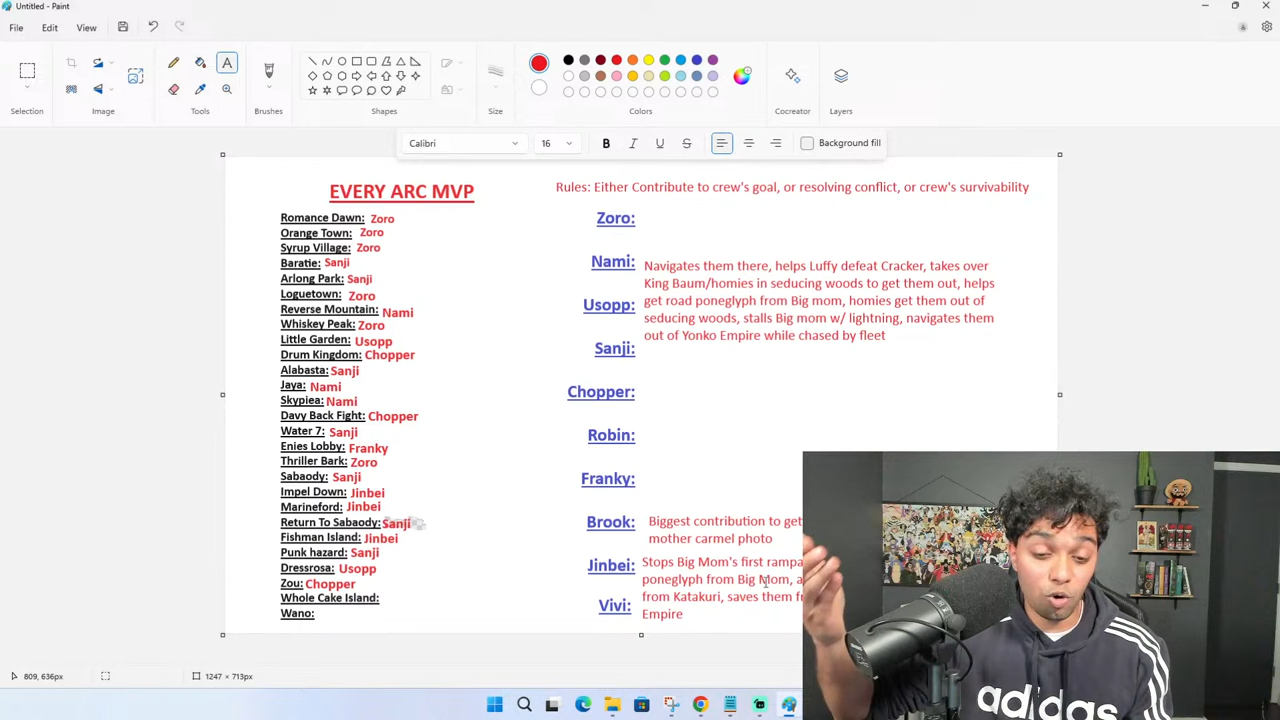 Untitled - Paint
File Edit View
Selection
Image
Tools
Brushes
Shapes
Size
Colors
Cocreator
Layers
Calibri
16
B I U S
Background fill
EVERY ARC MVP
Romance Dawn: Zoro
Orange Town: Zoro
Syrup Village: Zoro
Baratie: Sanji
Arlong Park: Sanji
Loguetown: Zoro
Reverse Mountain: Nami
Whiskey Peak: Zoro
Little Garden: Usopp
Drum Kingdom: Chopper
Alabasta: Sanji
Jaya: Nami
Skypiea: Nami
Davy Back Fight: Chopper
Water 7: Sanji
Enies Lobby: Franky
Thriller Bark: Zoro
Sabaody: Sanji
Impel Down: Jinbei
Marineford: Jinbei
Return To Sabaody: Sanji
Fishman Island: Jinbei
Punk hazard: Sanji
Dressrosa: Usopp
Zou: Chopper
Whole Cake Island:
Wano:
Rules: Either Contribute to crew's goal, or resolving conflict, or crew's survivability
Zoro:
Nami:
Navigates them there, helps Luffy defeat Cracker, takes over
King Baum/homies in seducing woods to get them out, helps
get road poneglyph from Big mom, homies get them out of
seducing woods, stalls Big mom w/ lightning, navigates them
out of Yonko Empire while chased by fleet
Usopp:
Sanji:
Chopper:
Robin:
Franky:
Brook:
Biggest contribution to get
mother carmel photo
Jinbei:
Stops Big Mom's first rampa
poneglyph from Big Mom, a
from Katakuri, saves them fr
Empire
Vivi:
809, 636px
1247 × 713px
adidas